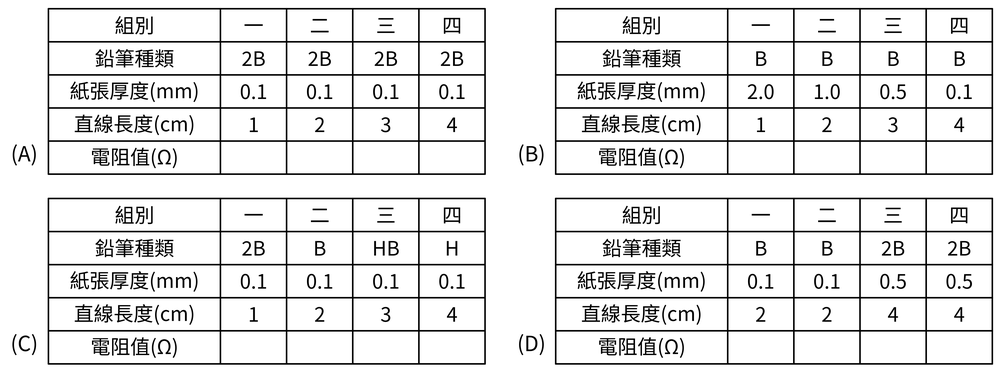 (A)
組別 一 二 三 四
鉛筆種類 2B 2B 2B 2B
紙張厚度(mm) 0.1 0.1 0.1 0.1
直線長度(cm) 1 2 3 4
電阻值(Ω)
(B)
組別 一 二 三 四
鉛筆種類 B B B B
紙張厚度(mm) 2.0 1.0 0.5 0.1
直線長度(cm) 1 2 3 4
電阻值(Ω)
(C)
組別 一 二 三 四
鉛筆種類 2B B HB H
紙張厚度(mm) 0.1 0.1 0.1 0.1
直線長度(cm) 1 2 3 4
電阻值(Ω)
(D)
組別 一 二 三 四
鉛筆種類 B B 2B 2B
紙張厚度(mm) 0.1 0.1 0.5 0.5
直線長度(cm) 2 2 4 4
電阻值(Ω)